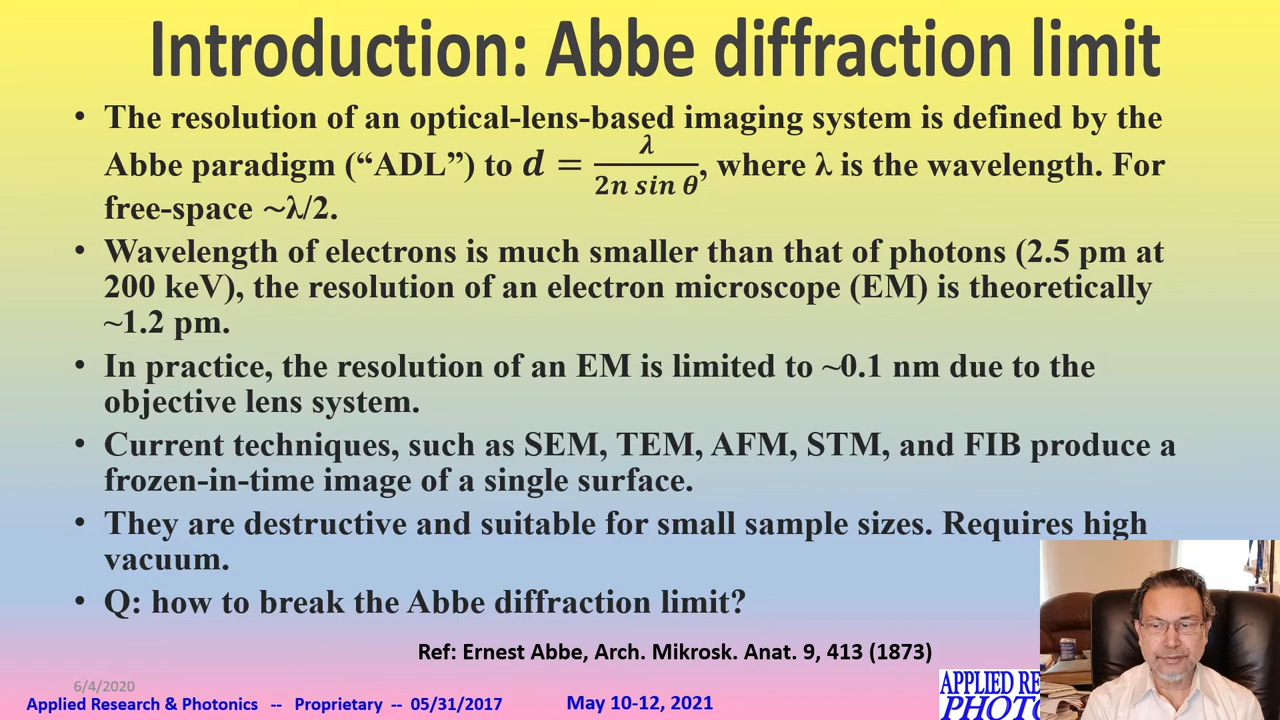 Introduction: Abbe diffraction limit
• The resolution of an optical-lens-based imaging system is defined by the
Abbe paradigm (“ADL”) to d = λ / 2n sin θ, where λ is the wavelength. For
free-space ~λ/2.
• Wavelength of electrons is much smaller than that of photons (2.5 pm at
200 keV), the resolution of an electron microscope (EM) is theoretically
~1.2 pm.
• In practice, the resolution of an EM is limited to ~0.1 nm due to the
objective lens system.
• Current techniques, such as SEM, TEM, AFM, STM, and FIB produce a
frozen-in-time image of a single surface.
• They are destructive and suitable for small sample sizes. Requires high
vacuum.
• Q: how to break the Abbe diffraction limit?
Ref: Ernest Abbe, Arch. Mikrosk. Anat. 9, 413 (1873)
6/4/2020
Applied Research & Photonics -- Proprietary -- 05/31/2017
May 10-12, 2021
APPLIED